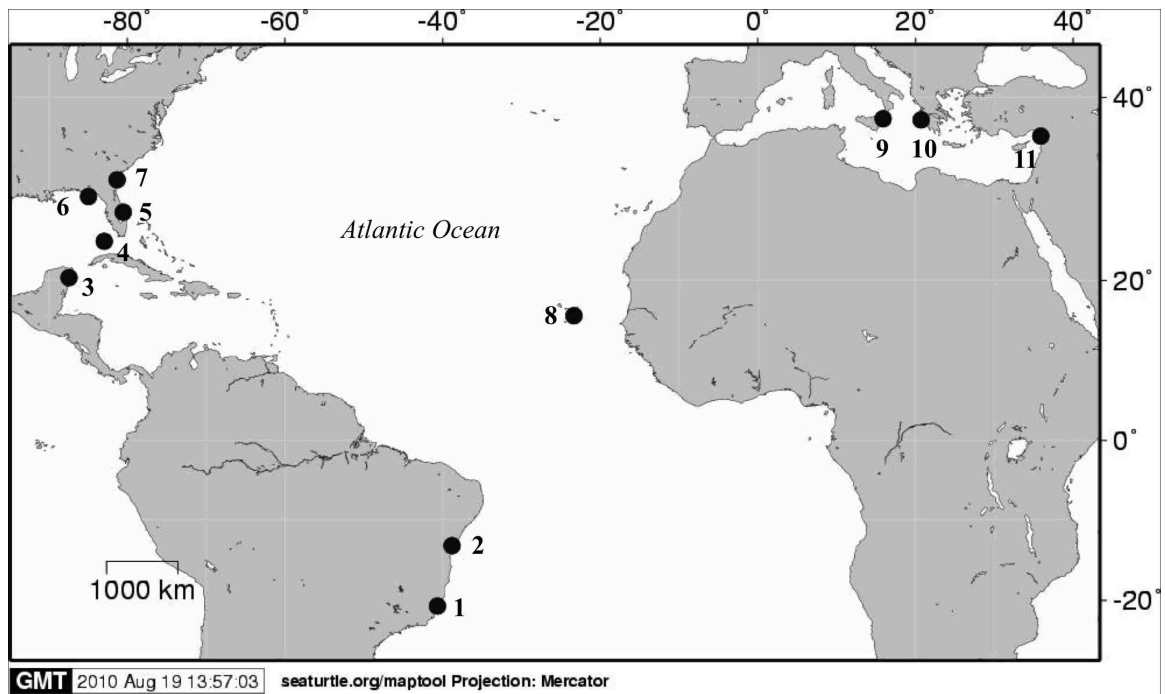 -80° -60° -40° -20° 0° 20° 40°
40°
9 10 11
7
6 5
Atlantic Ocean
4
3 20°
8
0°
2
1000 km 1 -20°
GMT 2010 Aug 19 13:57:03 seaturtle.org/maptool Projection: Mercator